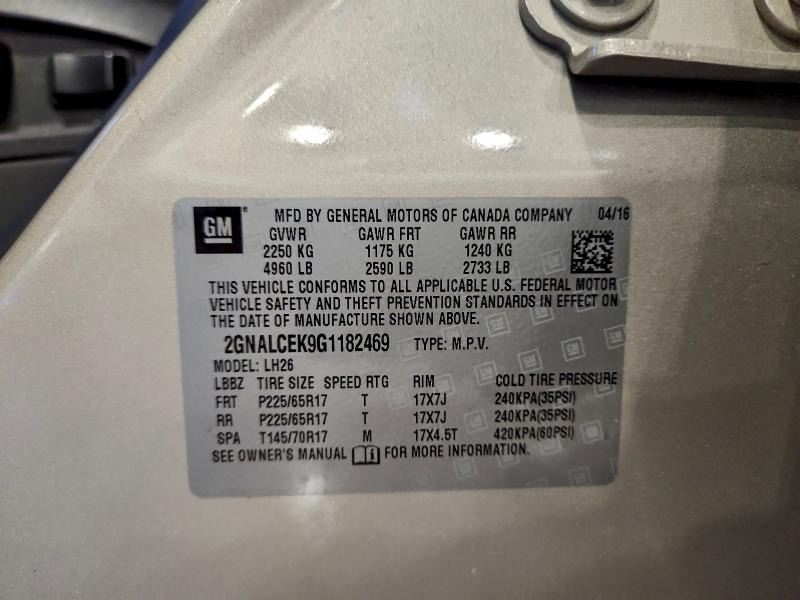 GM ® MFD BY GENERAL MOTORS OF CANADA COMPANY 04/16
GVWR GAWR FRT GAWR RR
2250 KG 1175 KG 1240 KG
4960 LB 2590 LB 2733 LB
THIS VEHICLE CONFORMS TO ALL APPLICABLE U.S. FEDERAL MOTOR
VEHICLE SAFETY AND THEFT PREVENTION STANDARDS IN EFFECT ON
THE DATE OF MANUFACTURE SHOWN ABOVE.
2GNALCEK9G1182469 TYPE: M.P.V.
MODEL: LH26
LBBZ TIRE SIZE SPEED RTG RIM COLD TIRE PRESSURE
FRT P225/65R17 T 17X7J 240KPA(35PSI)
RR P225/65R17 T 17X7J 240KPA(35PSI)
SPA T145/70R17 M 17X4.5T 420KPA(60PSI)
SEE OWNER'S MANUAL i FOR MORE INFORMATION.